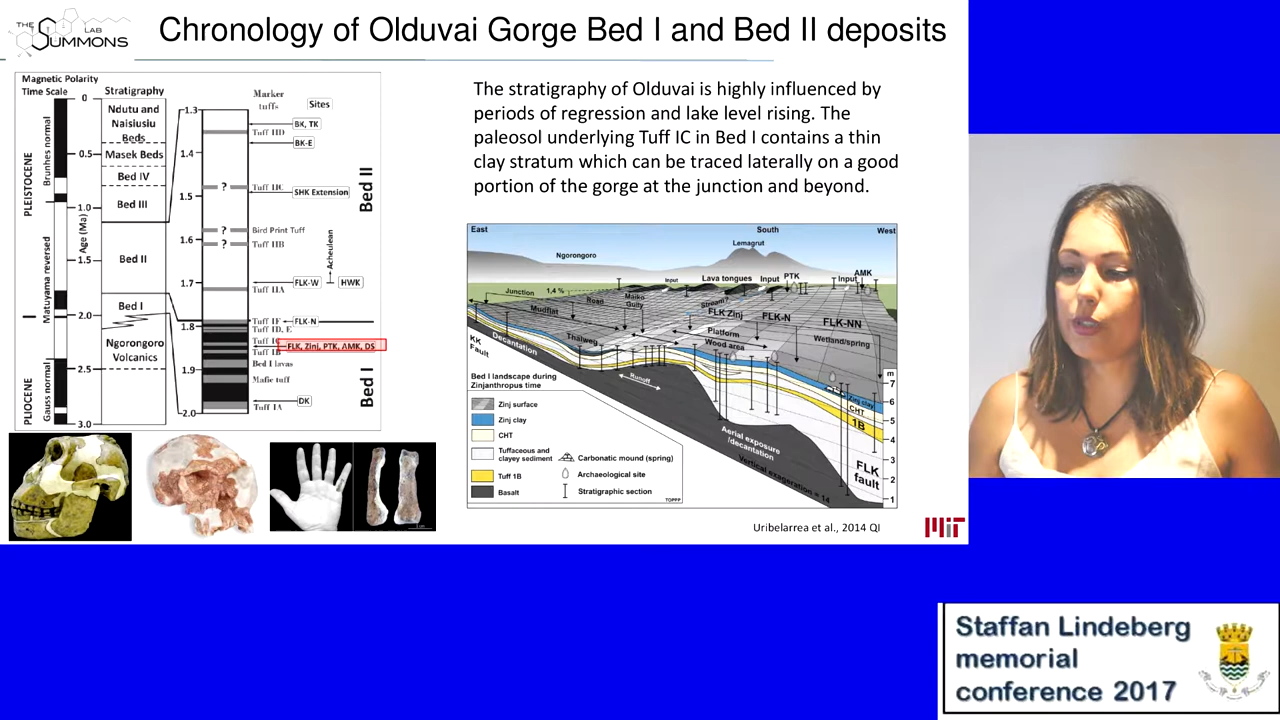 THE SUMMONS LAB
Chronology of Olduvai Gorge Bed I and Bed II deposits
Magnetic Polarity
Time Scale
Stratigraphy
Marker
tuffs
Sites
PLEISTOCENE
PLIOCENE
Brunhes normal
Matuyama reversed
Gauss normal
Age (Ma)
0
0.5
1.0
1.5
2.0
2.5
3.0
Ndutu and
Naisiusiu
Beds
Masek Beds
Bed IV
Bed III
Bed II
Bed I
Ngorongoro
Volcanics
1.3
1.4
1.5
1.6
1.7
1.8
1.9
2.0
BK, TK
Tuff IID
BK-E
? Tuff IIC
SHK Extension
? Bird Print Tuff
? Tuff IIB
Acheulean
FLK-W
HWK
Tuff IIA
Tuff IF
FLK-N
Tuff ID, E
Tuff IC
FLK, Zinj, PTK, AMK, DS
Tuff IB
Bed I lavas
Mafic tuff
DK
Tuff IA
Bed II
Bed I
The stratigraphy of Olduvai is highly influenced by
periods of regression and lake level rising. The
paleosol underlying Tuff IC in Bed I contains a thin
clay stratum which can be traced laterally on a good
portion of the gorge at the junction and beyond.
East
South
West
Lemagrut
Ngorongoro
Input
Lava tongues
Input
PTK
Input
AMK
Junction
1,4 %
Roan
Maiko
Gully
Stream?
FLK Zinj
FLK-N
FLK-NN
Mudflat
Thalweg
Platform
Wood area
Wetland/spring
KK
Fault
Decantation
Runoff
Aerial exposure
/decantation
Vertical exageration = 14
Zinj clay
CHT
1B
FLK
fault
m
7
6
5
4
3
2
1
Bed I landscape during
Zinjanthropus time
Zinj surface
Zinj clay
CHT
Tuffaceous and
clayey sediment
Tuff 1B
Basalt
Carbonatic mound (spring)
Archaeological site
Stratigraphic section
TOPPP
Uribelarrea et al., 2014 QI
MIT
Staffan Lindeberg
memorial
conference 2017